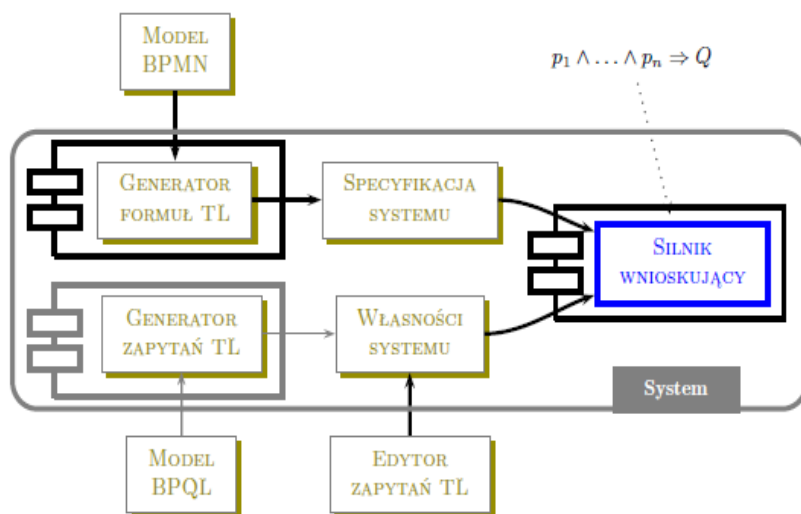 Model
BPMN
p₁ ∧ … ∧ pₙ ⇒ Q
Generator
formuł TL
Specyfikacja
systemu
Silnik
wnioskujący
Generator
zapytań TL
Własności
systemu
System
Model
BPQL
Edytor
zapytań TL